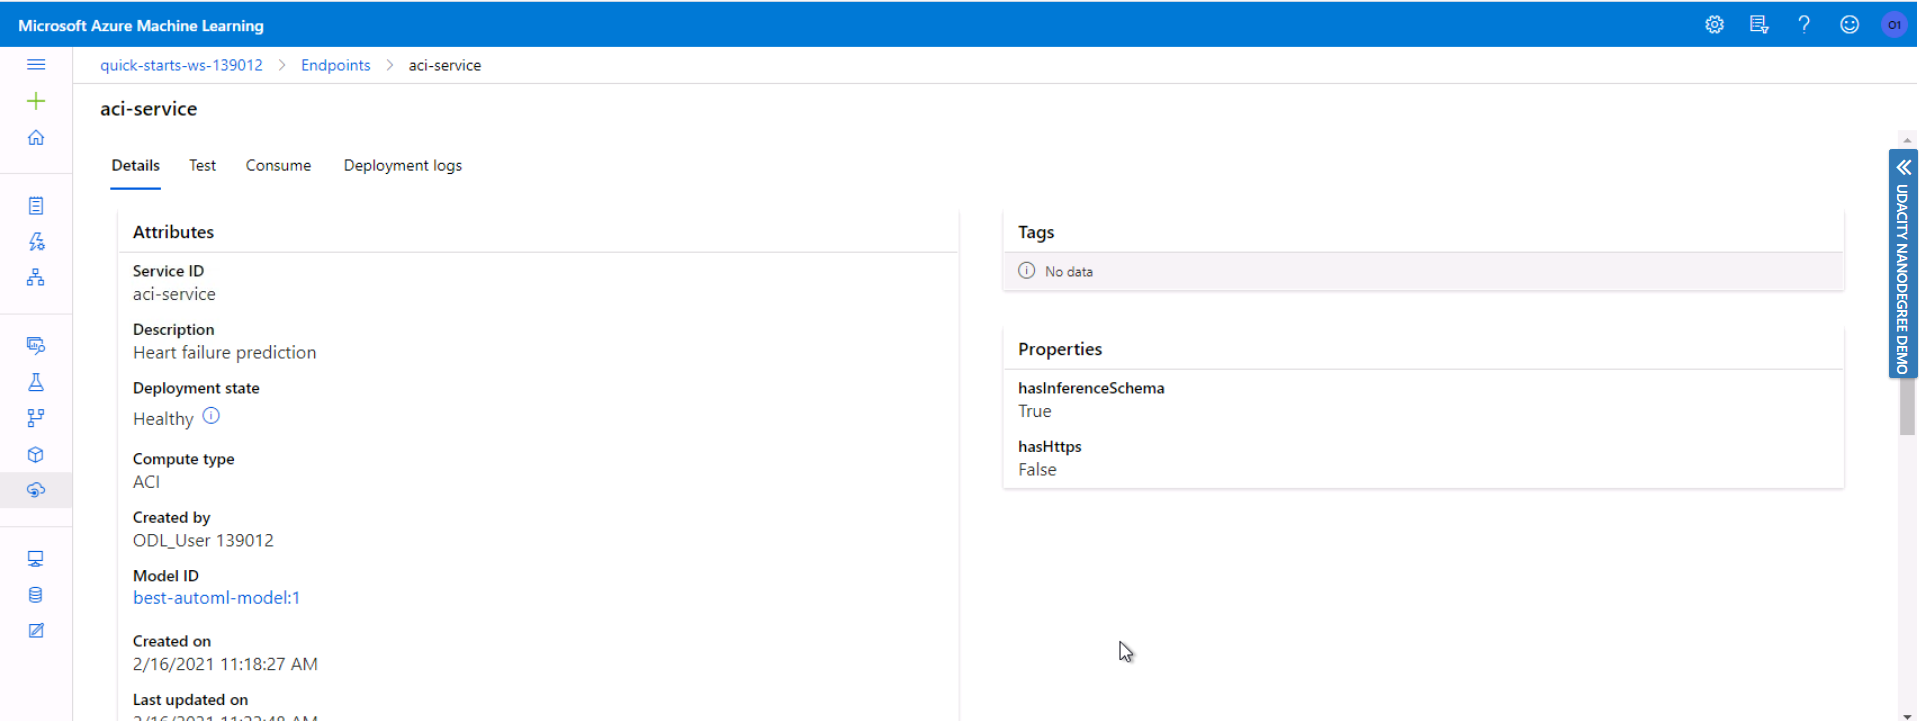 Microsoft Azure Machine Learning
O1
quick-starts-ws-139012 > Endpoints > aci-service
aci-service
Details Test Consume Deployment logs
Attributes
Service ID
aci-service
Description
Heart failure prediction
Deployment state
Healthy
Compute type
ACI
Created by
ODL_User 139012
Model ID
best-automl-model:1
Created on
2/16/2021 11:18:27 AM
Last updated on
Tags
No data
Properties
hasInferenceSchema
True
hasHttps
False
UDACITY NANODEGREE DEMO